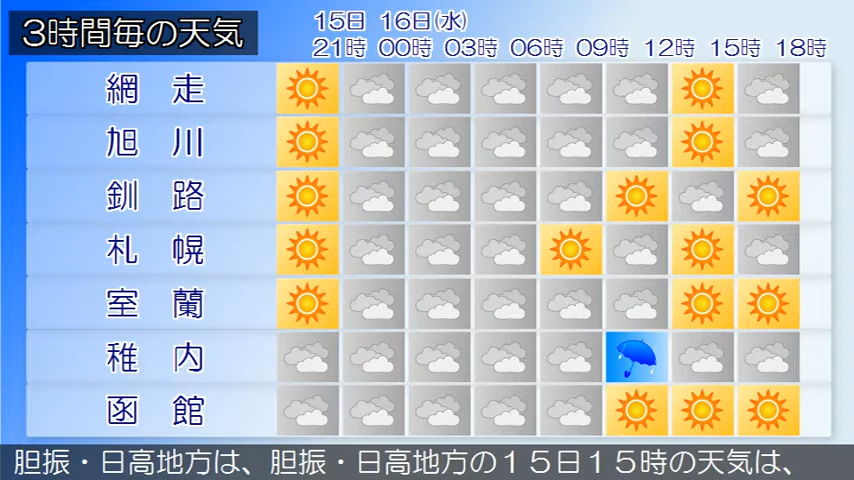 3時間毎の天気
15日 16日(水)
21時 00時 03時 06時 09時 12時 15時 18時
網走
旭川
釧路
札幌
室蘭
稚内
函館
胆振・日高地方は、胆振・日高地方の１５日１５時の天気は、